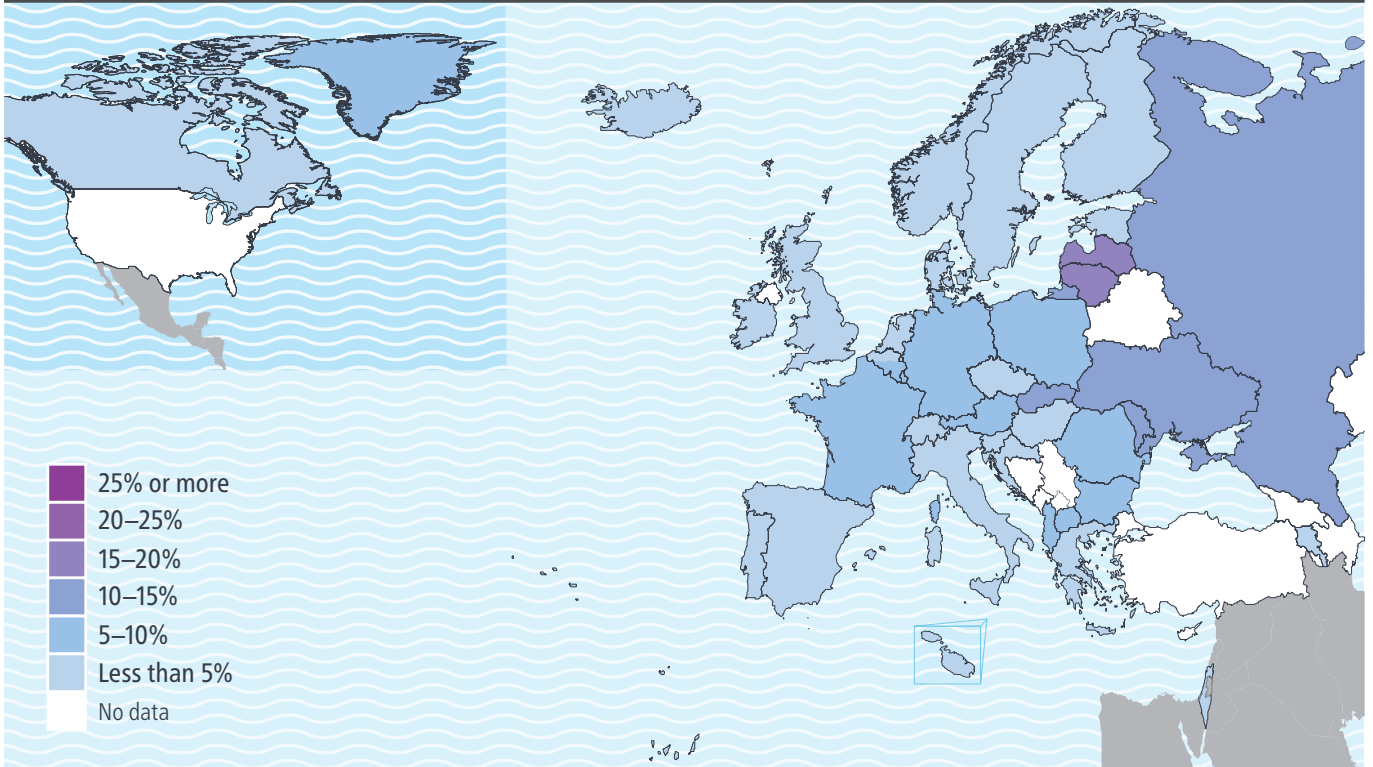 25% or more
20–25%
15–20%
10–15%
5–10%
Less than 5%
No data